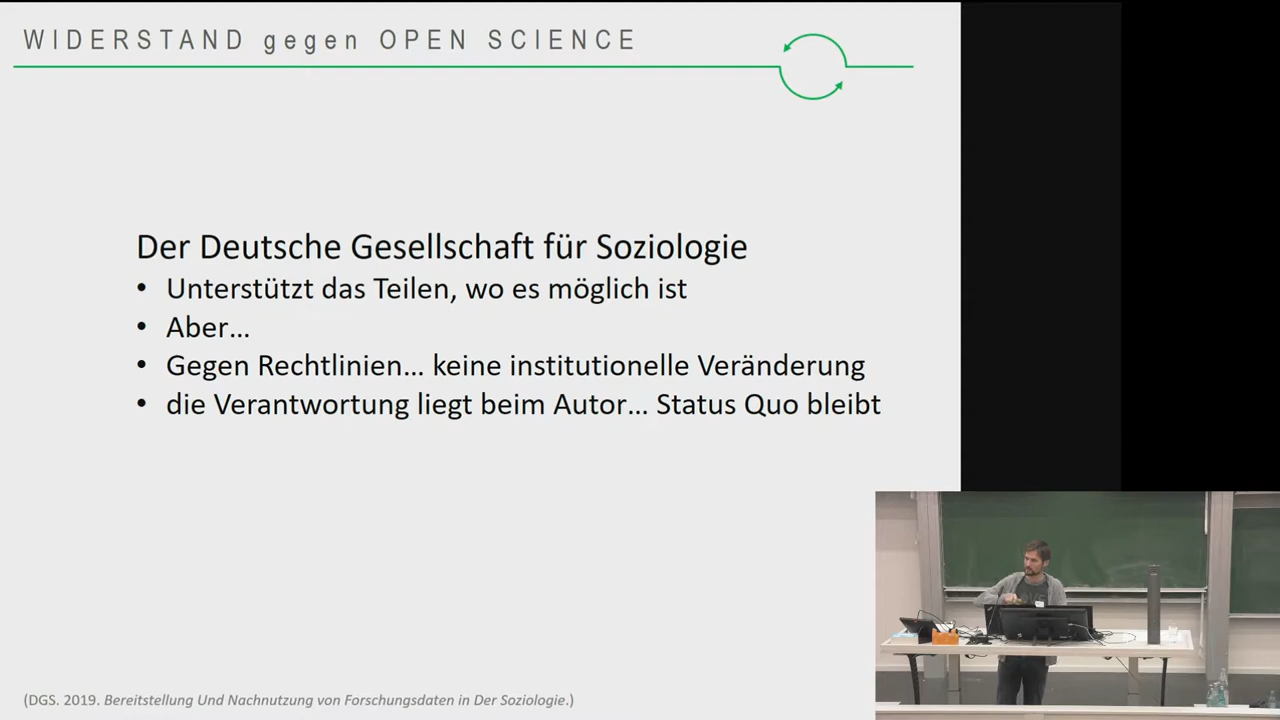 WIDERSTAND gegen OPEN SCIENCE
Der Deutsche Gesellschaft für Soziologie
• Unterstützt das Teilen, wo es möglich ist
• Aber...
• Gegen Rechtlinien... keine institutionelle Veränderung
• die Verantwortung liegt beim Autor... Status Quo bleibt
(DGS. 2019. Bereitstellung Und Nachnutzung von Forschungsdaten in Der Soziologie.)